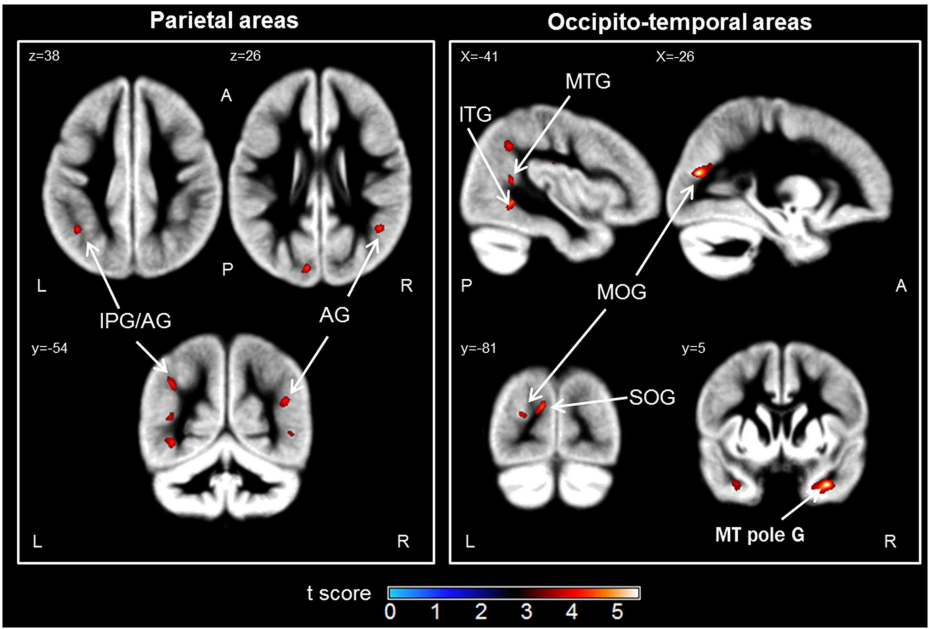 Parietal areas
Occipito-temporal areas
z=38
z=26
A
L
P
R
IPG/AG
AG
y=-54
L
R
X=-41
X=-26
MTG
ITG
P
MOG
A
y=-81
y=5
SOG
MT pole G
L
R
t score
0 1 2 3 4 5